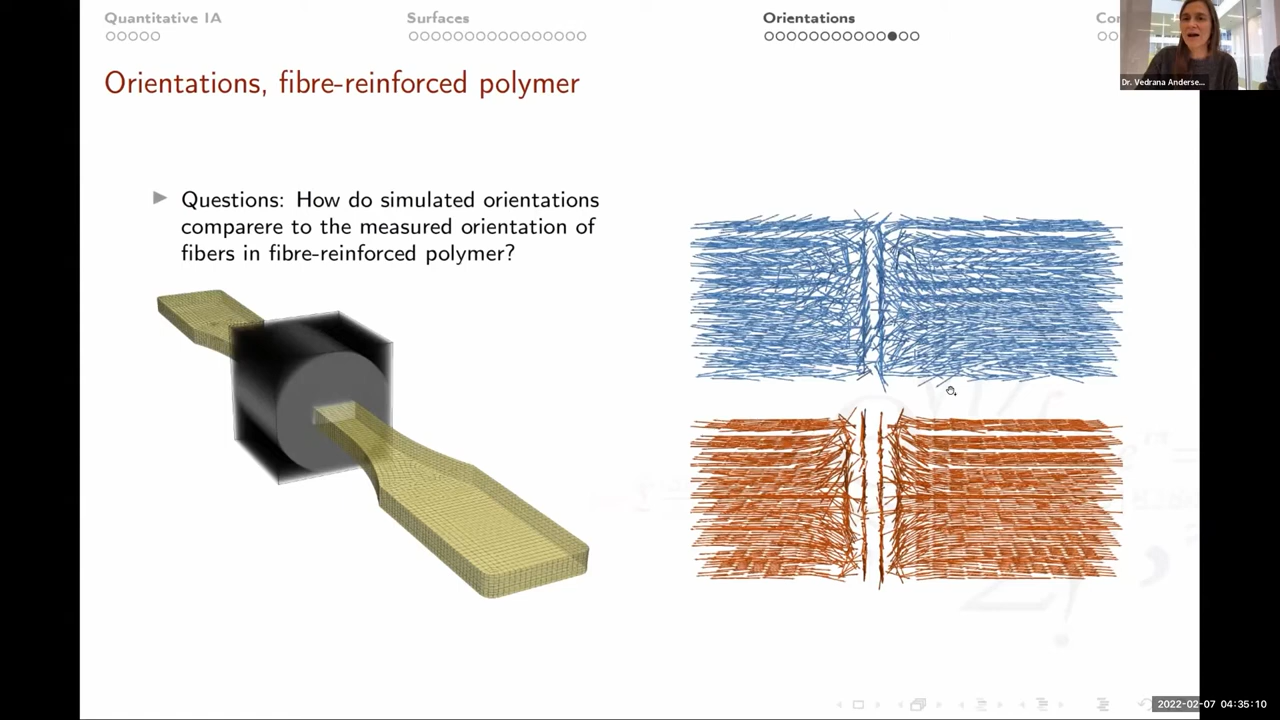 Quantitative IA
Surfaces
Orientations
Dr. Vedrana Anderse...
Orientations, fibre-reinforced polymer
Questions: How do simulated orientations
comparere to the measured orientation of
fibers in fibre-reinforced polymer?
2022-02-07 04:35:10